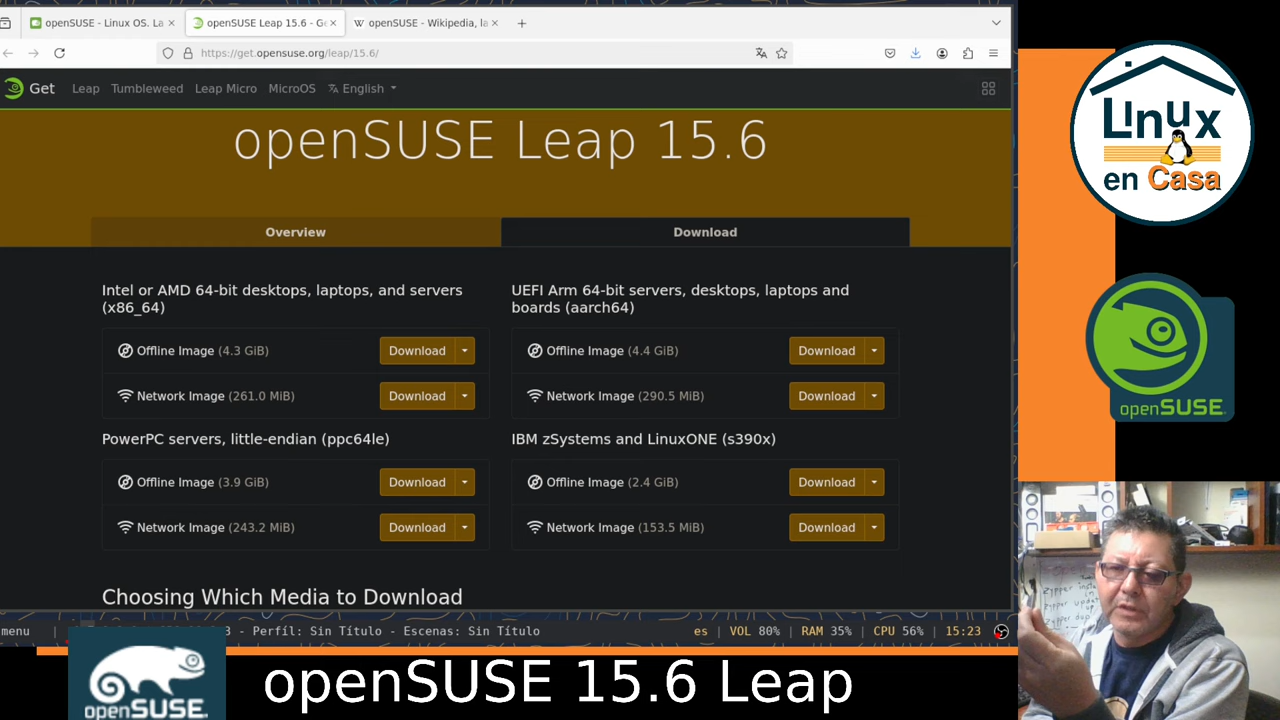 openSUSE - Linux OS. La
openSUSE Leap 15.6 - Ge
openSUSE - Wikipedia, la
https://get.opensuse.org/leap/15.6/
Get
Leap
Tumbleweed
Leap Micro
MicroOS
English
openSUSE Leap 15.6
Overview
Download
Intel or AMD 64-bit desktops, laptops, and servers
(x86_64)
Offline Image (4.3 GiB)
Download
Network Image (261.0 MiB)
Download
UEFI Arm 64-bit servers, desktops, laptops and
boards (aarch64)
Offline Image (4.4 GiB)
Download
Network Image (290.5 MiB)
Download
PowerPC servers, little-endian (ppc64le)
Offline Image (3.9 GiB)
Download
Network Image (243.2 MiB)
Download
IBM zSystems and LinuxONE (s390x)
Offline Image (2.4 GiB)
Download
Network Image (153.5 MiB)
Download
Choosing Which Media to Download
menu | 3 - Perfil: Sin Título - Escenas: Sin Título
es | VOL 80% | RAM 35% | CPU 56% | 15:23
openSUSE
openSUSE 15.6 Leap
Linux
en Casa
openSUSE
zypper
zypper
zypper dup